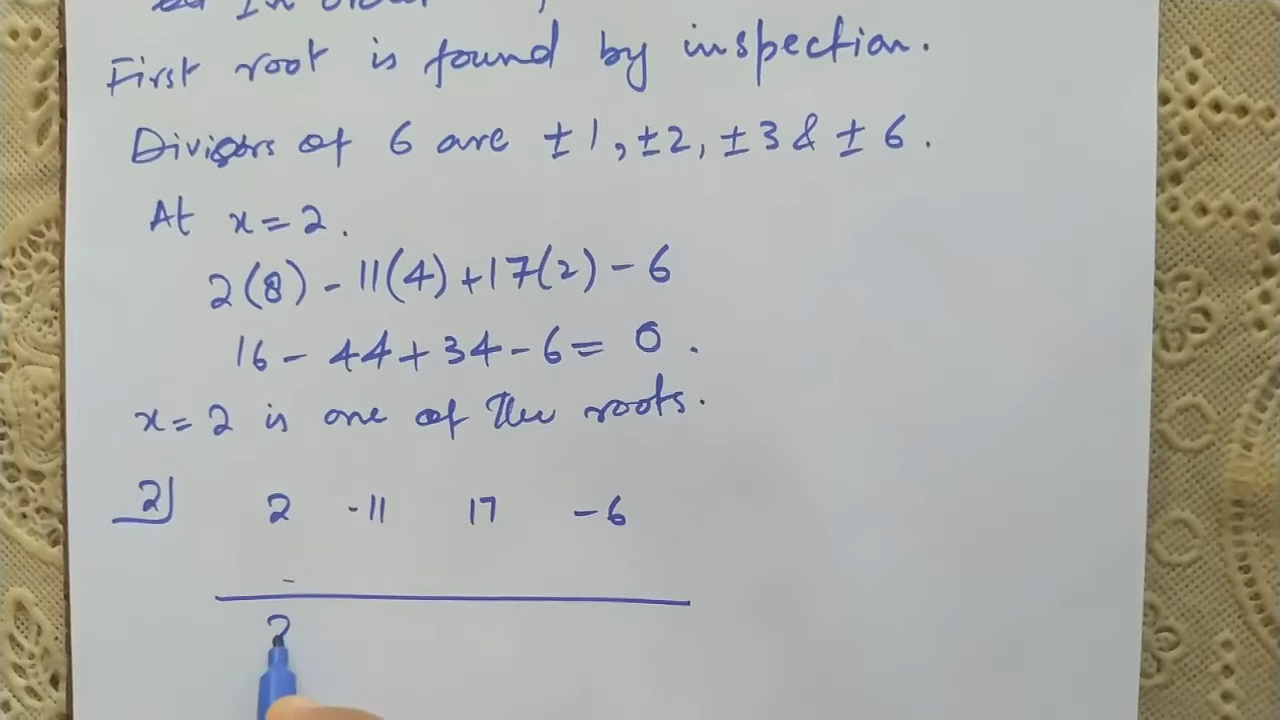 In order
First root is found by inspection.
Divisors of 6 are ±1, ±2, ±3 & ±6.
At x=2.
2(8) - 11(4) + 17(2) - 6
16 - 44 + 34 - 6 = 0.
x=2 is one of the roots.
2 2 -11 17 -6
-
2